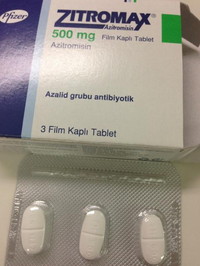 Pfizer
ZITROMAX®
Azitromisin
500 mg Film Kaplı Tablet
Azitromisin
Azalid grubu antibiyotik
3 Film Kaplı Tablet